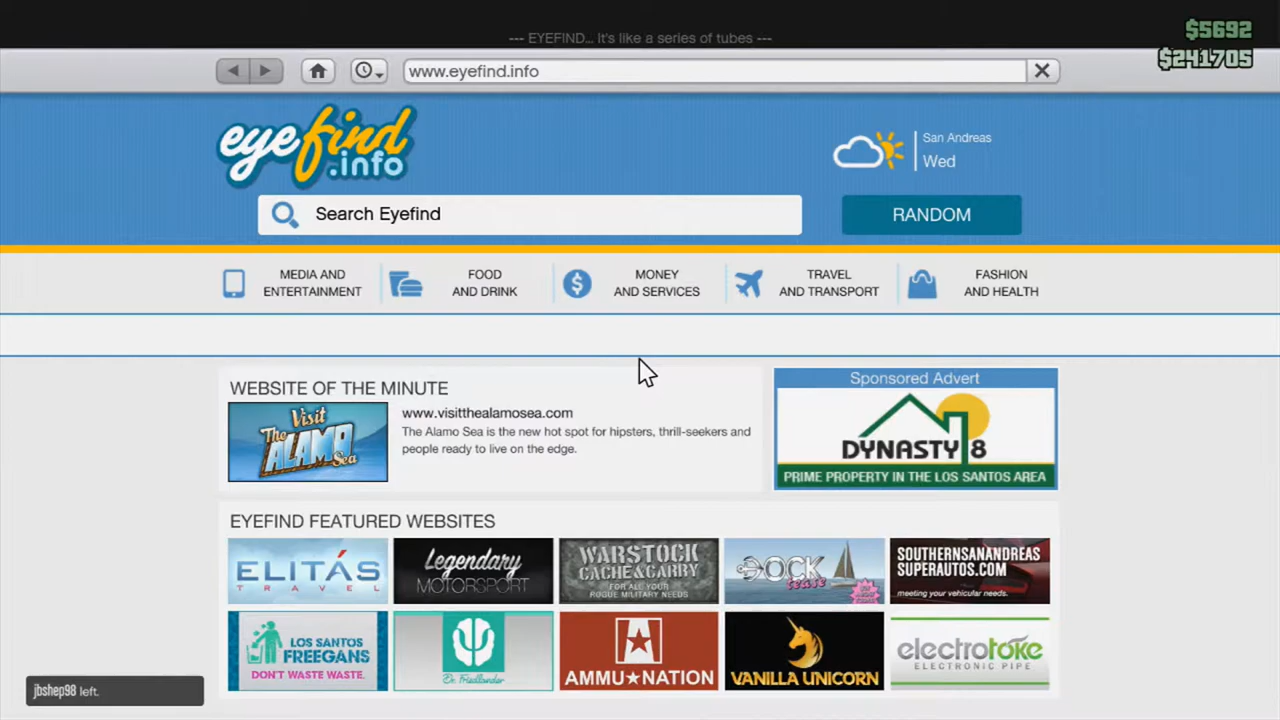 --- EYEFIND... It's like a series of tubes ---
$5692
$241705
www.eyefind.info
eyefind
.info
San Andreas
Wed
Search Eyefind
RANDOM
MEDIA AND
ENTERTAINMENT
FOOD
AND DRINK
MONEY
AND SERVICES
TRAVEL
AND TRANSPORT
FASHION
AND HEALTH
WEBSITE OF THE MINUTE
Visit
The ALAMO
Sea
www.visitthealamosea.com
The Alamo Sea is the new hot spot for hipsters, thrill-seekers and
people ready to live on the edge.
Sponsored Advert
DYNASTY 8
PRIME PROPERTY IN THE LOS SANTOS AREA
EYEFIND FEATURED WEBSITES
ELITÁS
TRAVEL
Legendary
MOTORSPORT
WARSTOCK
CACHE & CARRY
FOR ALL YOUR
ROGUE MILITARY NEEDS
DOCK
tease
SOUTHERNSANANDREAS
SUPERAUTOS.COM
meeting your vehicular needs.
LOS SANTOS
FREEGANS
DON'T WASTE WASTE.
Dr. Friedlander
AMMU★NATION
VANILLA UNICORN
electrotoke
ELECTRONIC PIPE
jbshep98 left.